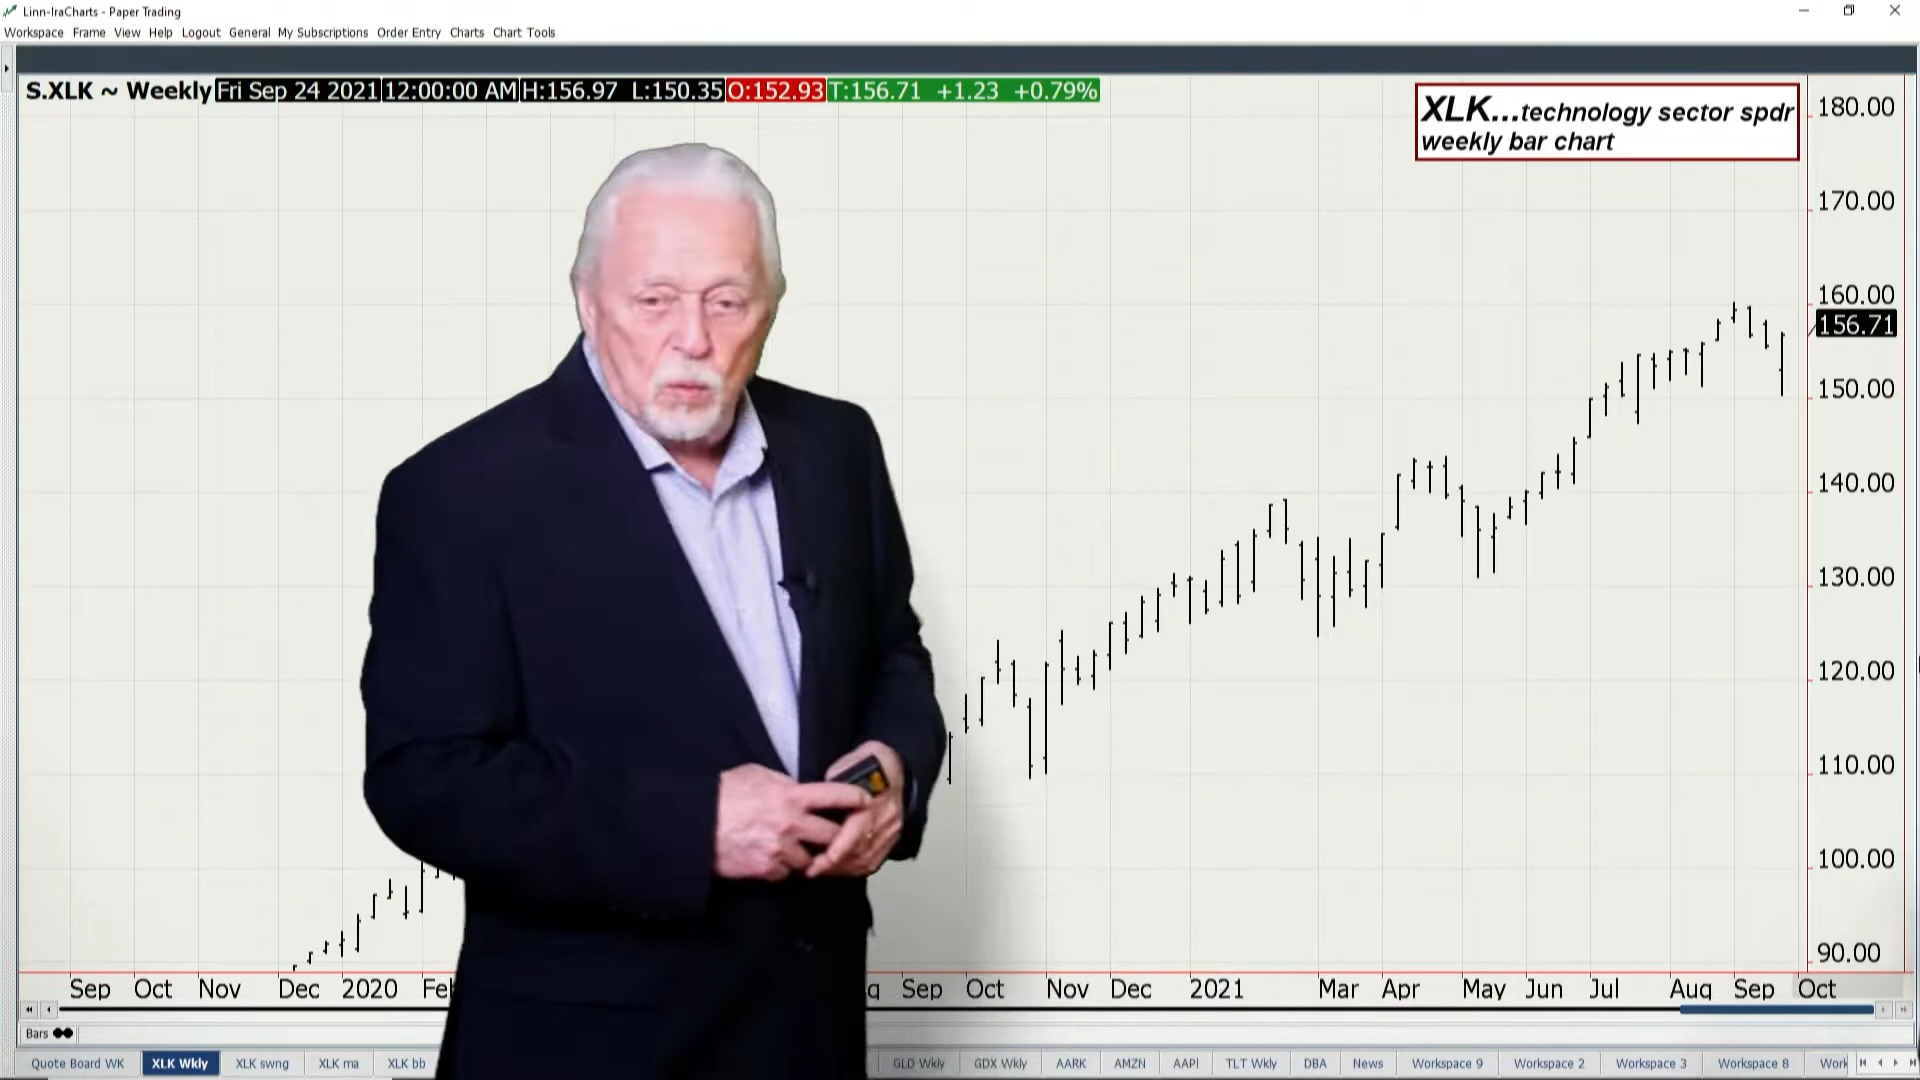 Linn-IraCharts - Paper Trading
Workspace Frame View Help Logout General My Subscriptions Order Entry Charts Chart Tools
S.XLK ~ Weekly Fri Sep 24 2021 12:00:00 AM H:156.97 L:150.35 O:152.93 T:156.71 +1.23 +0.79%
XLK...technology sector spdr
weekly bar chart
180.00
170.00
160.00
156.71
150.00
140.00
130.00
120.00
110.00
100.00
90.00
Sep Oct Nov Dec 2020 Fe Sep Oct Nov Dec 2021 Mar Apr May Jun Jul Aug Sep Oct
Bars
Quote Board WK XLK Wkly XLK swng XLK ma XLK bb GLD Wkly GDX Wkly AARK AMZN AAPl TLT Wkly DBA News Workspace 9 Workspace 2 Workspace 3 Workspace 8 Work